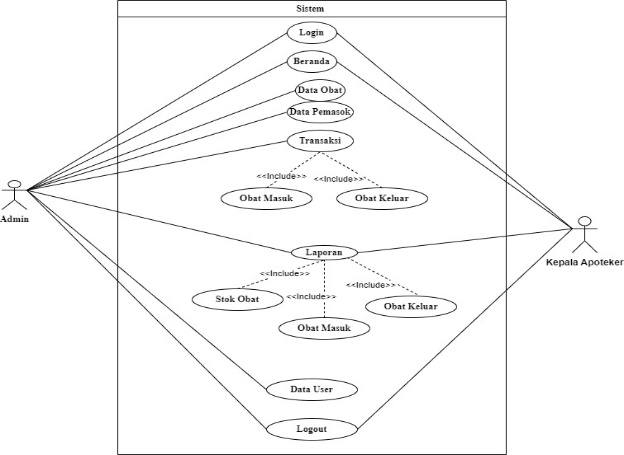 Sistem
Login
Beranda
Data Obat
Data Pemasok
Transaksi
<<Include>>
<<Include>>
Obat Masuk
Obat Keluar
Admin
Kepala Apoteker
Laporan
<<Include>>
<<Include>>
<<Include>>
Stok Obat
Obat Keluar
Obat Masuk
Data User
Logout